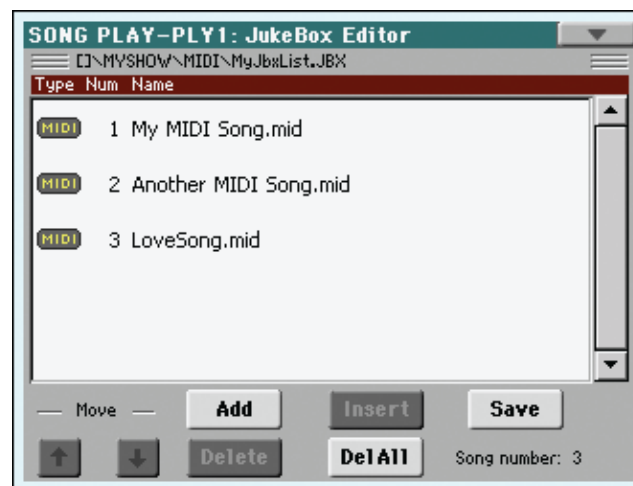 SONG PLAY-PLY1: JukeBox Editor
[]\MYSHOW\MIDI\MyJbxList.JBX
Type Num Name
MIDI 1 My MIDI Song.mid
MIDI 2 Another MIDI Song.mid
MIDI 3 LoveSong.mid
Move Add Insert Save
Delete DelAll Song number: 3